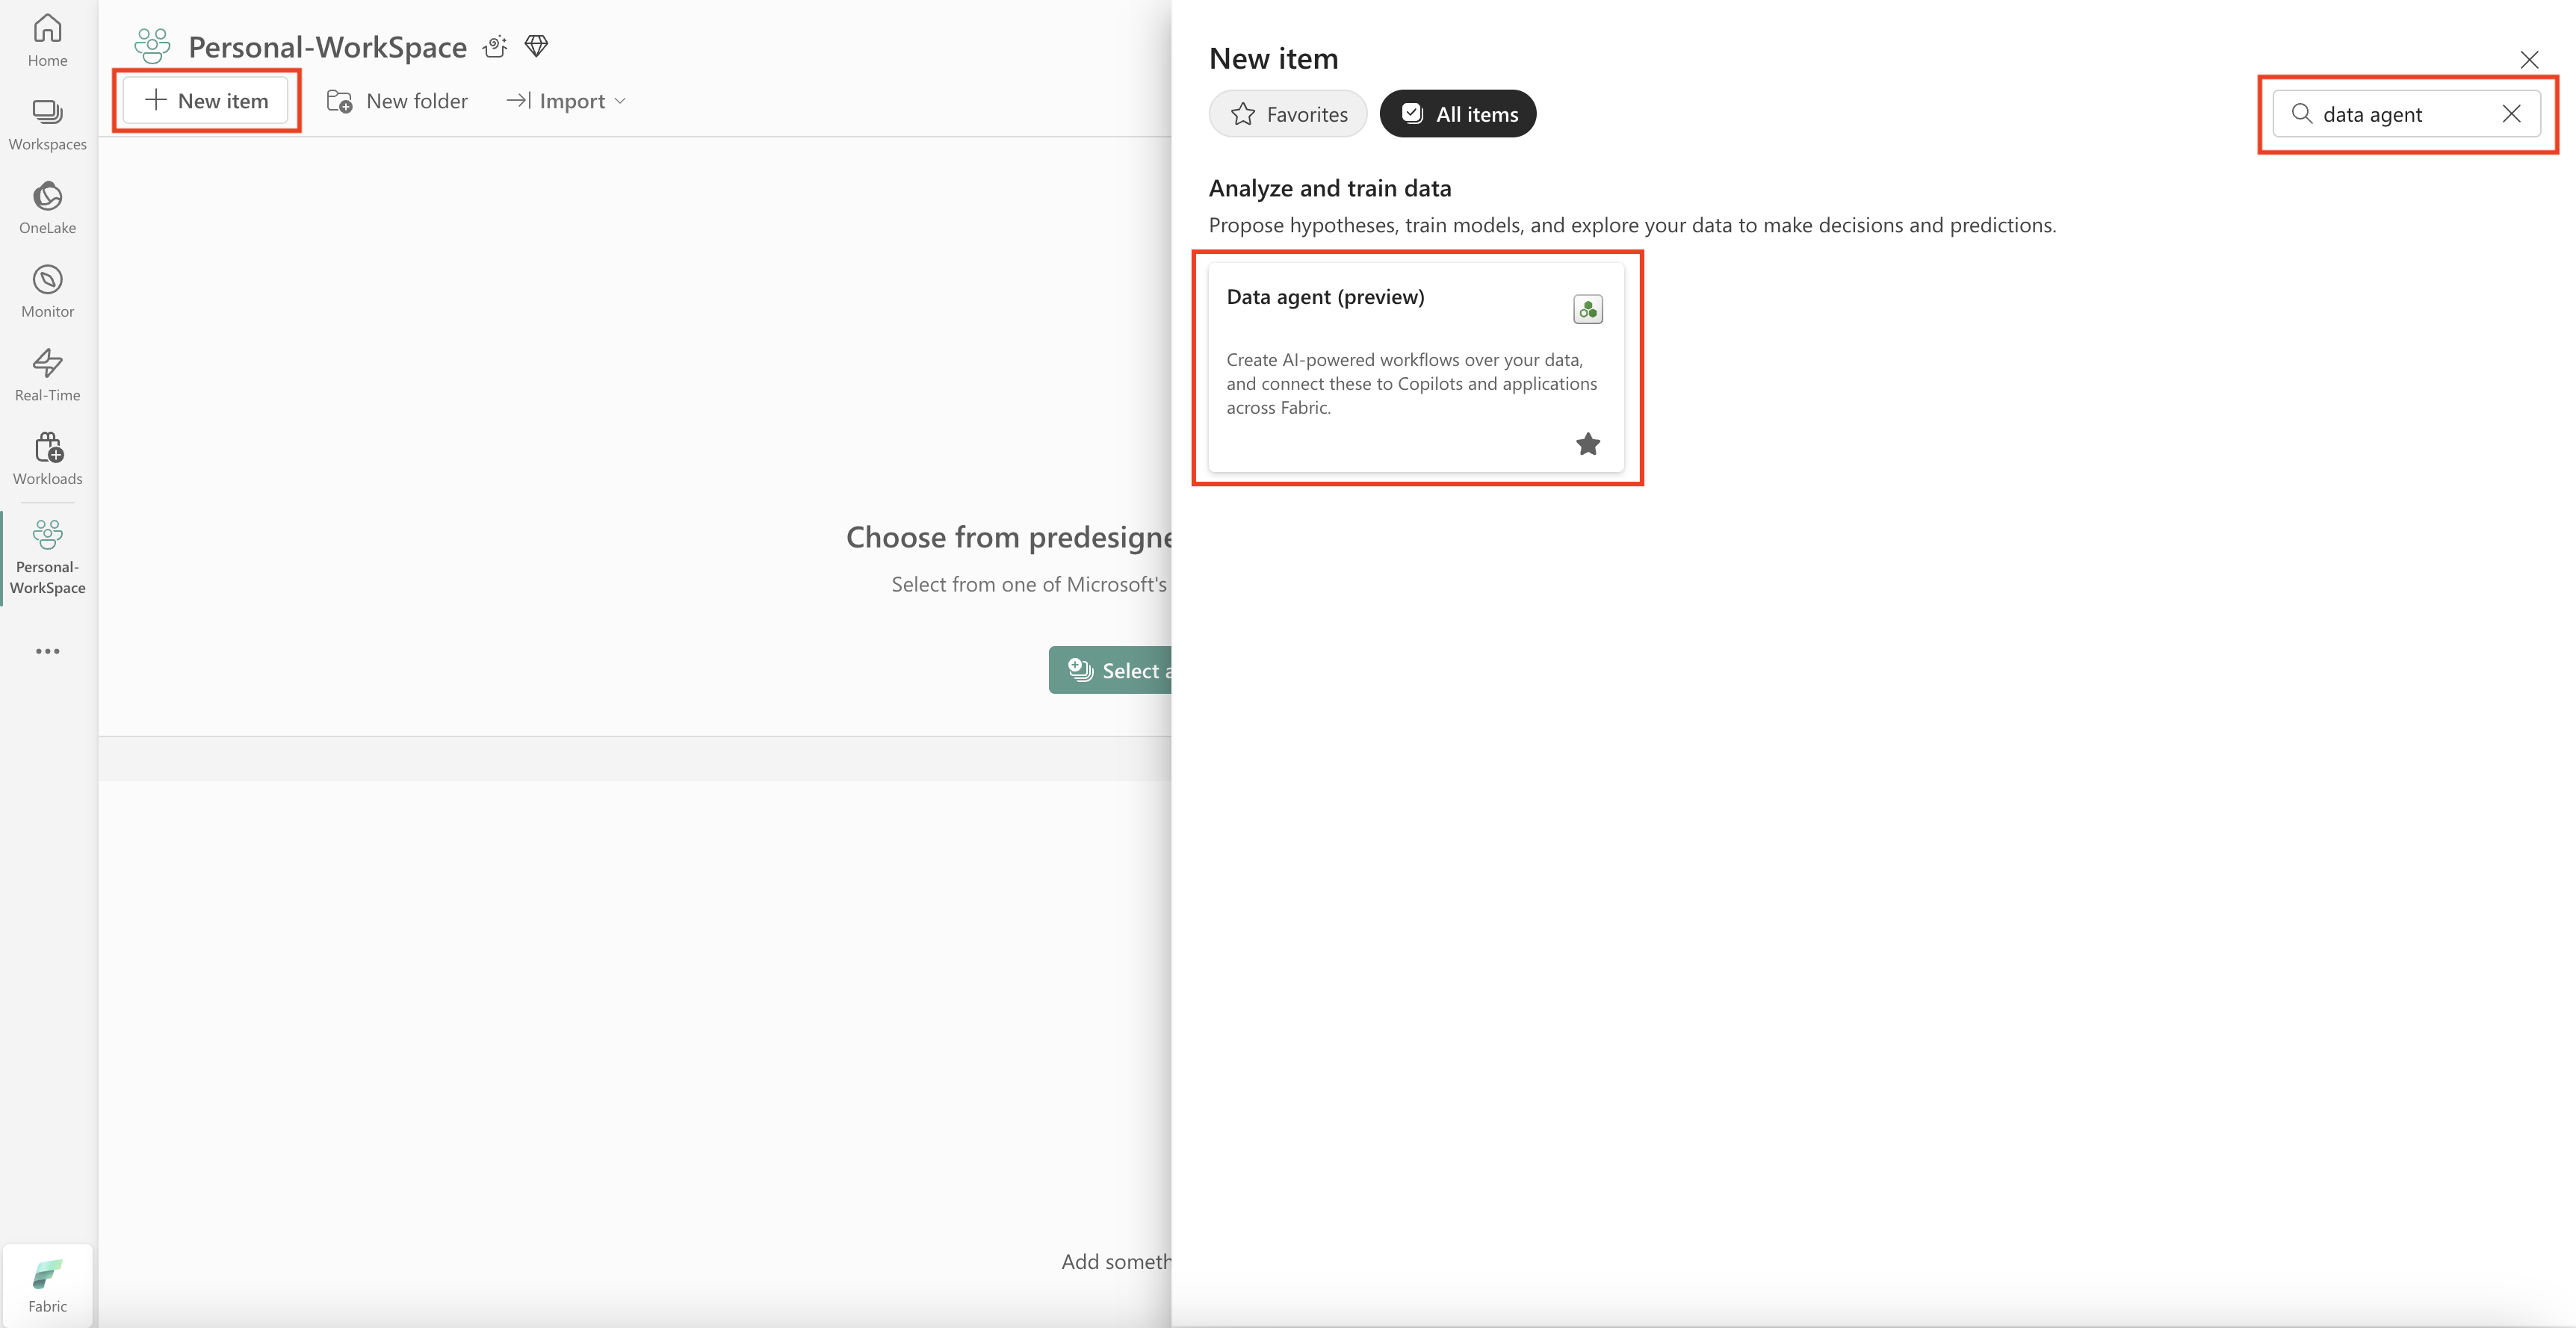 Home
Workspaces
OneLake
Monitor
Real-Time
Workloads
Personal-
WorkSpace
Fabric
Personal-WorkSpace
New item
New folder
Import
Choose from predesigne
Select from one of Microsoft's
Select a
Add someth
New item
Favorites
All items
data agent
Analyze and train data
Propose hypotheses, train models, and explore your data to make decisions and predictions.
Data agent (preview)
Create AI-powered workflows over your data,
and connect these to Copilots and applications
across Fabric.